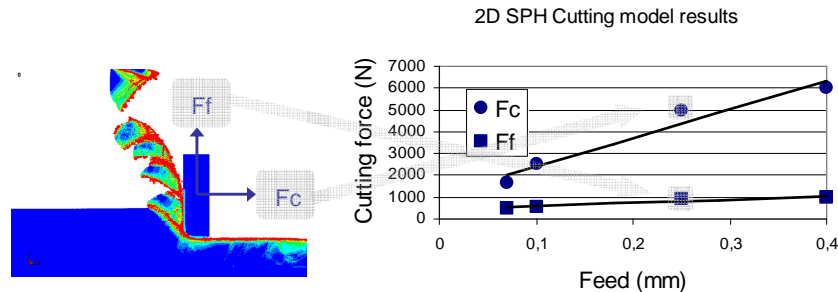 2D SPH Cutting model results
Ff
Fc
Cutting force (N)
7000
6000
5000
4000
3000
2000
1000
0
Fc
Ff
0 0,1 0,2 0,3 0,4
Feed (mm)